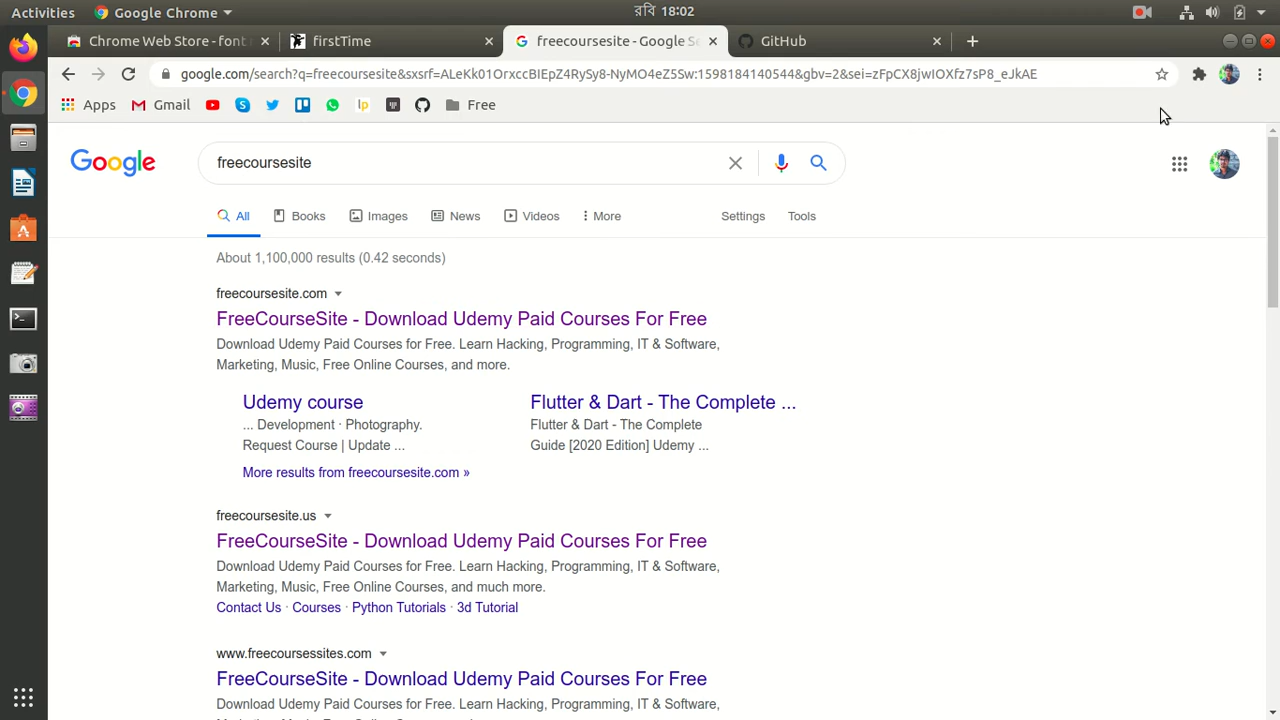 Activities Google Chrome রবি 18:02
Chrome Web Store - font firstTime freecoursesite - Google Se GitHub
google.com/search?q=freecoursesite&sxsrf=ALeKk01OrxccBIEpZ4RySy8-NyMO4eZ5Sw:1598184140544&gbv=2&sei=zFpCX8jwIOXfz7sP8_eJkAE
Apps Gmail lp Free
Google freecoursesite
All Books Images News Videos More Settings Tools
About 1,100,000 results (0.42 seconds)
freecoursesite.com
FreeCourseSite - Download Udemy Paid Courses For Free
Download Udemy Paid Courses for Free. Learn Hacking, Programming, IT & Software,
Marketing, Music, Free Online Courses, and more.
Udemy course
... Development · Photography.
Request Course | Update ...
Flutter & Dart - The Complete ...
Flutter & Dart - The Complete
Guide [2020 Edition] Udemy ...
More results from freecoursesite.com »
freecoursesite.us
FreeCourseSite - Download Udemy Paid Courses For Free
Download Udemy Paid Courses for Free. Learn Hacking, Programming, IT & Software,
Marketing, Music, Free Online Courses, and much more.
Contact Us · Courses · Python Tutorials · 3d Tutorial
www.freecoursessites.com
FreeCourseSite - Download Udemy Paid Courses For Free
Download Udemy Paid Courses for Free. Learn Hacking, Programming, IT & Software,